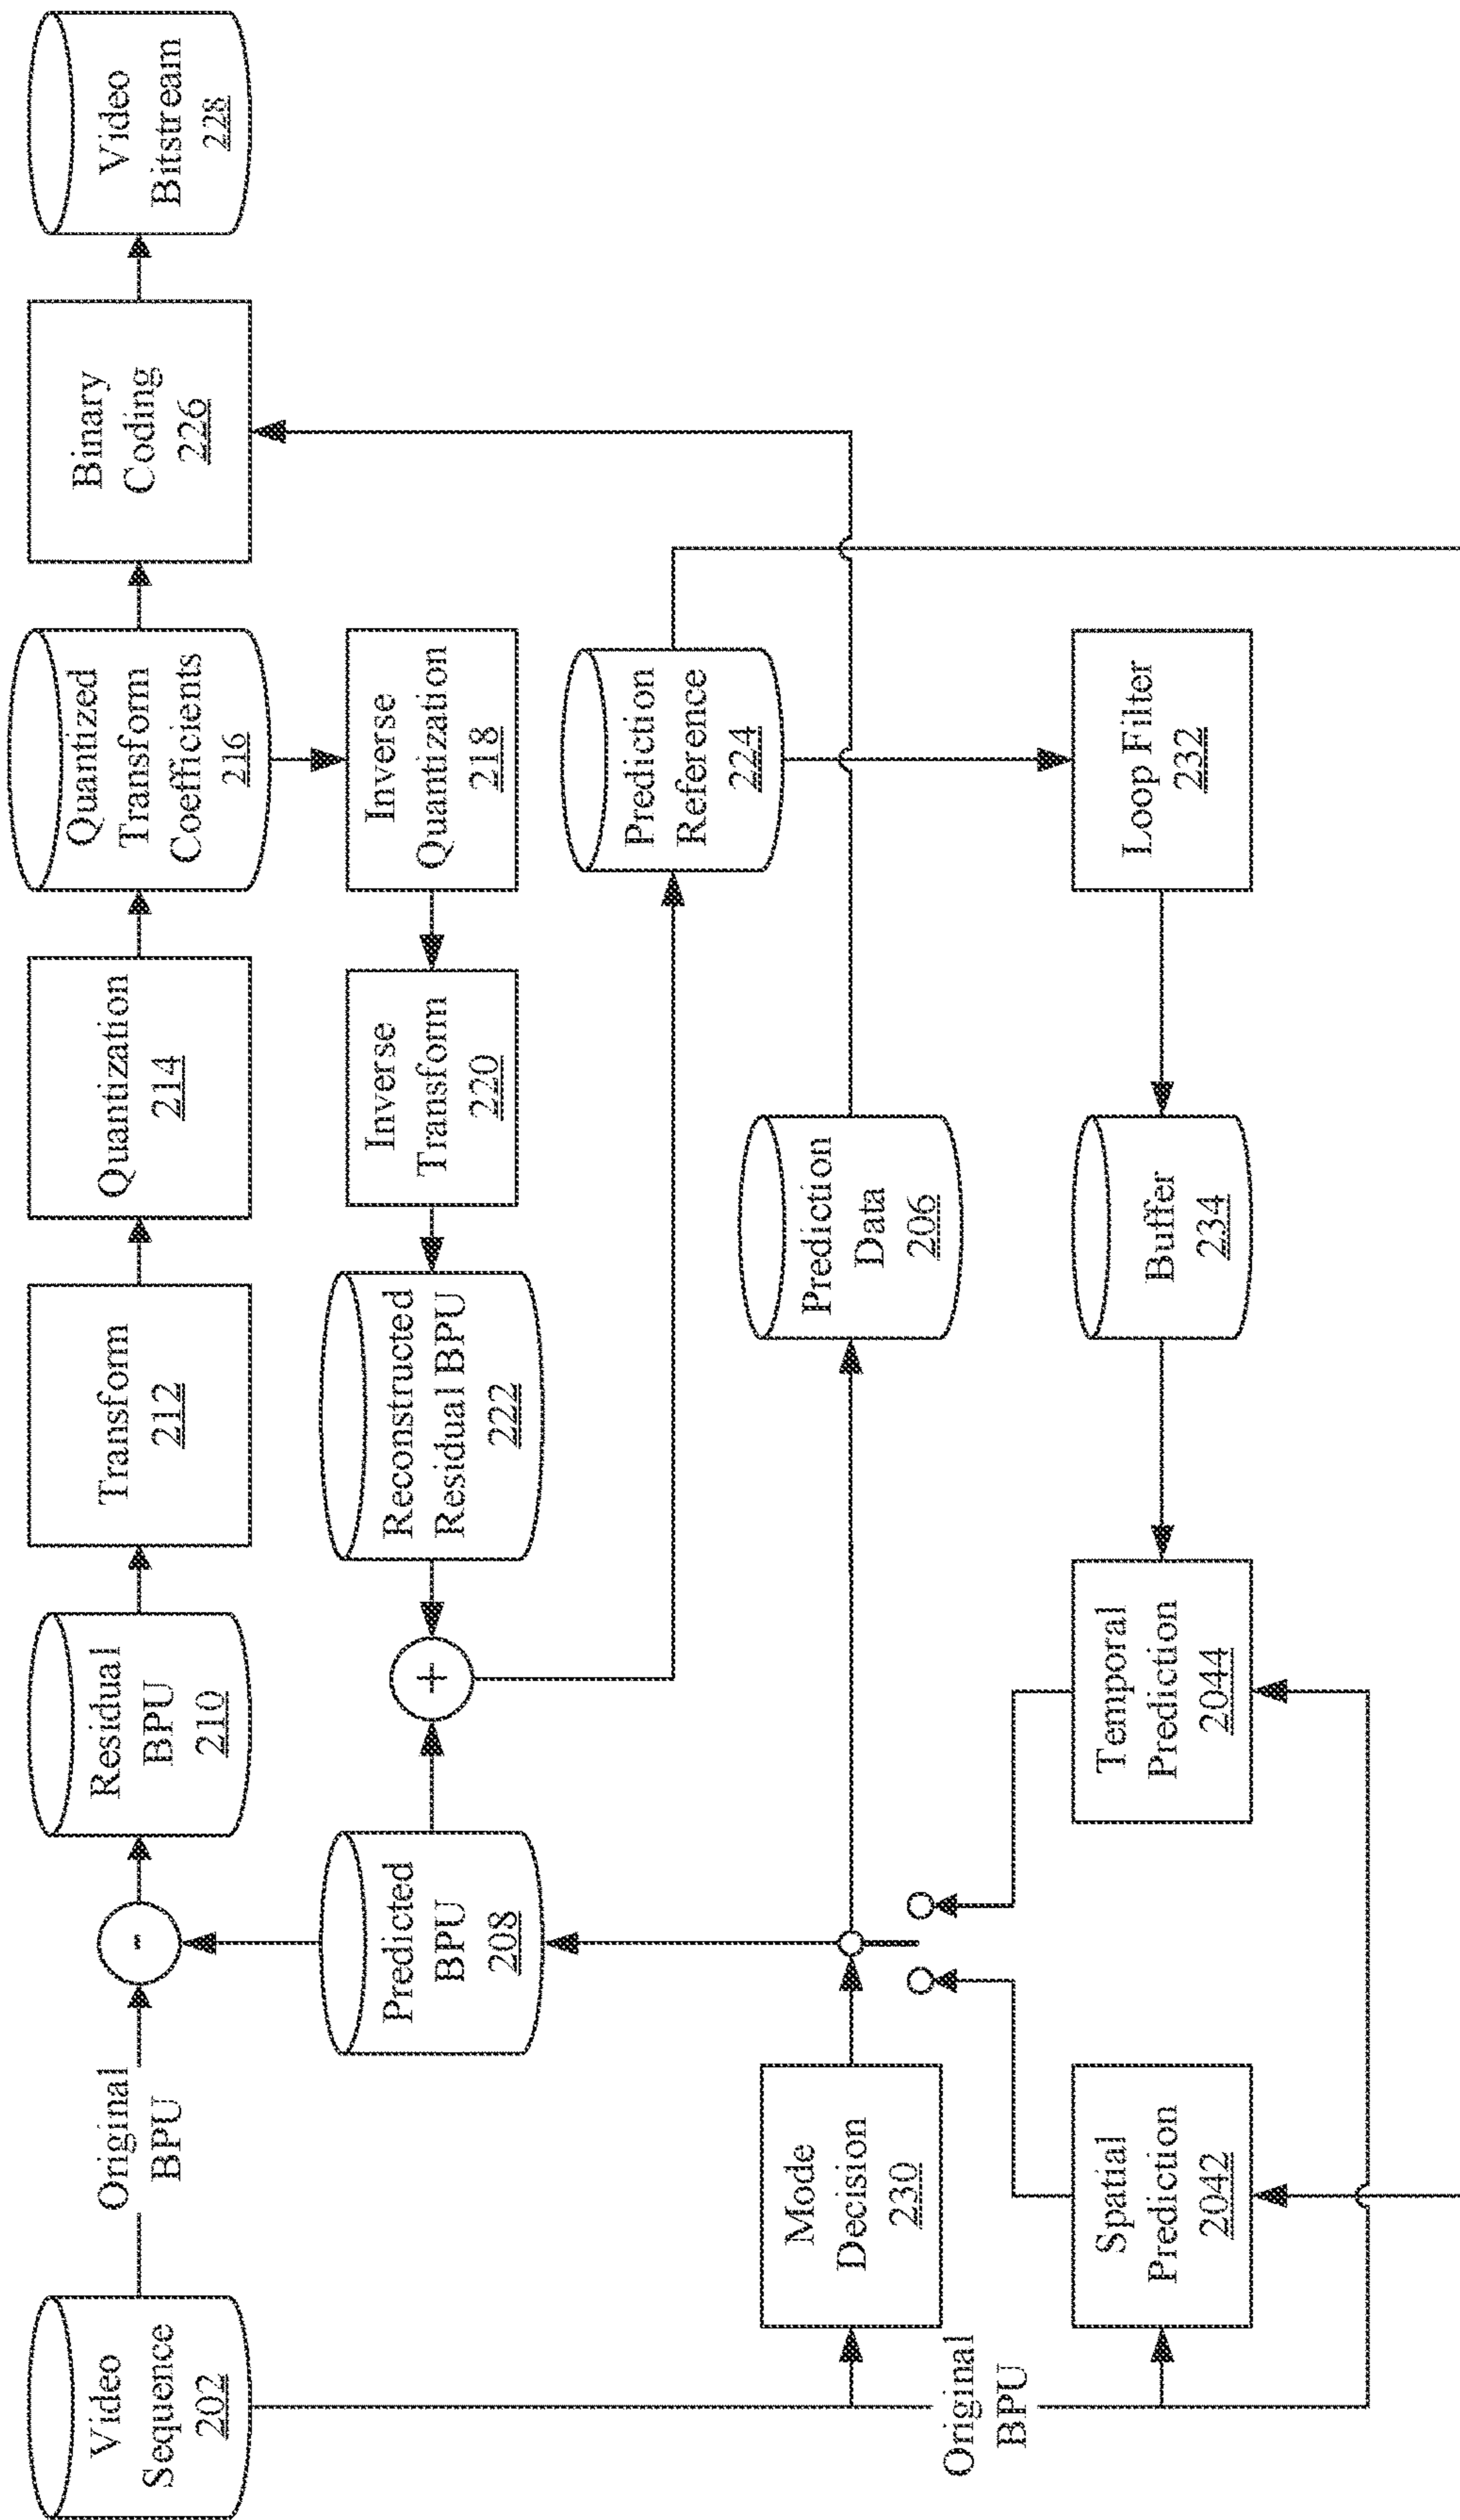 Video
Sequence
202
Original
BPU
-
Residual
BPU
210
Transform
212
Quantization
214
Quantized
Transform
Coefficients
216
Binary
Coding
226
Video
Bitstream
228
Predicted
BPU
208
+
Reconstructed
Residual BPU
222
Inverse
Transform
220
Inverse
Quantization
218
Prediction
Reference
224
Mode
Decision
230
Prediction
Data
206
Original
BPU
Spatial
Prediction
2042
Temporal
Prediction
2044
Buffer
234
Loop Filter
232